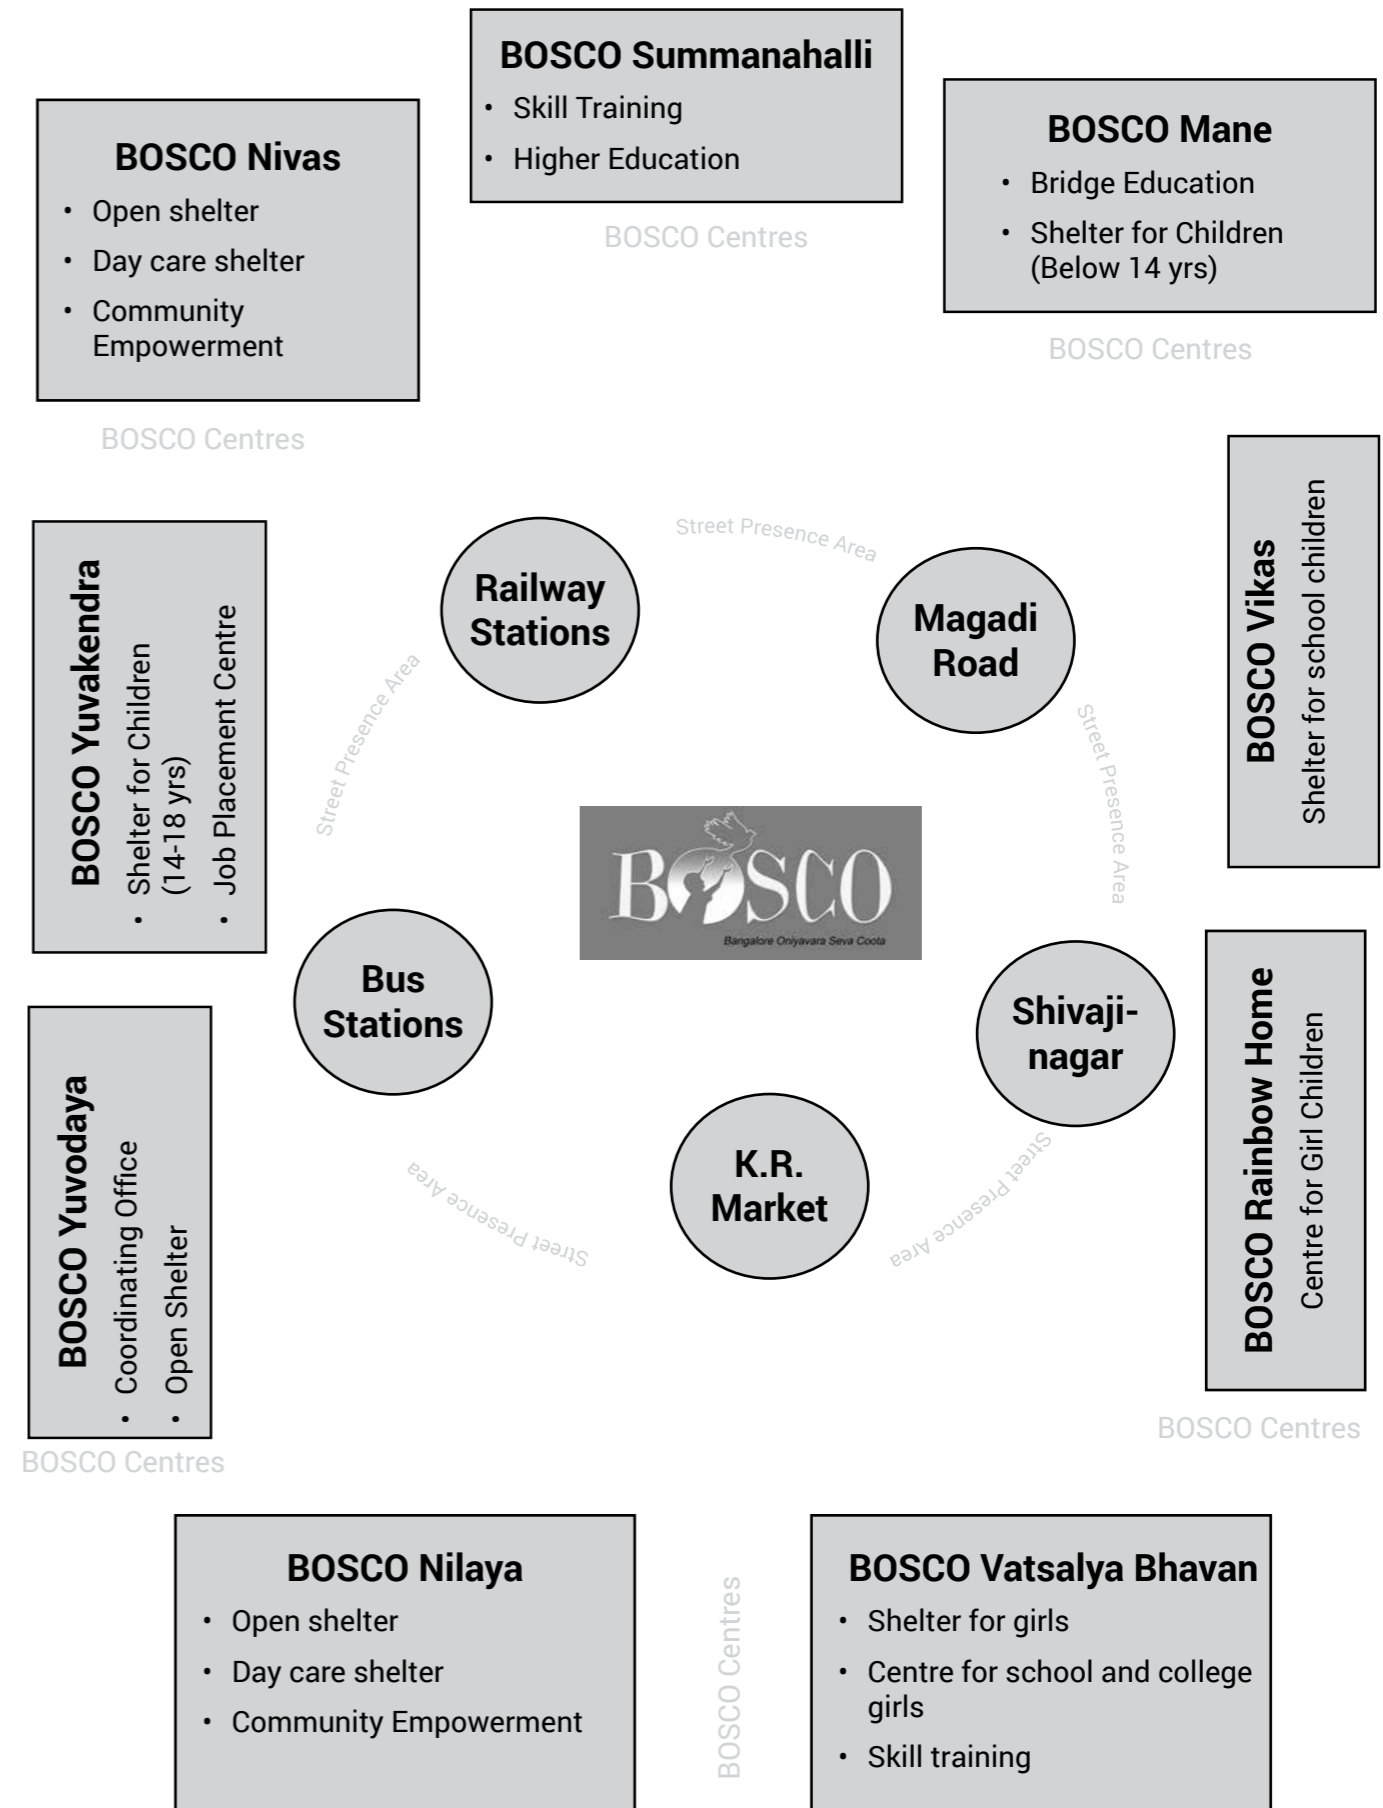 BOSCO Summanahalli
• Skill Training
• Higher Education
BOSCO Centres
BOSCO Nivas
• Open shelter
• Day care shelter
• Community
Empowerment
BOSCO Centres
BOSCO Mane
• Bridge Education
• Shelter for Children
(Below 14 yrs)
BOSCO Centres
BOSCO Yuvakendra
• Shelter for Children
(14-18 yrs)
• Job Placement Centre
Street Presence Area
Railway
Stations
Street Presence Area
Magadi
Road
Street Presence Area
BOSCO Vikas
Shelter for school children
BOSCO
Bangalore Oniyavara Seva Coota
Bus
Stations
Shivaji-
nagar
K.R.
Market
Street Presence Area
Street Presence Area
BOSCO Yuvodaya
• Coordinating Office
• Open Shelter
BOSCO Centres
BOSCO Rainbow Home
Centre for Girl Children
BOSCO Centres
BOSCO Nilaya
• Open shelter
• Day care shelter
• Community Empowerment
BOSCO Centres
BOSCO Vatsalya Bhavan
• Shelter for girls
• Centre for school and college
girls
• Skill training